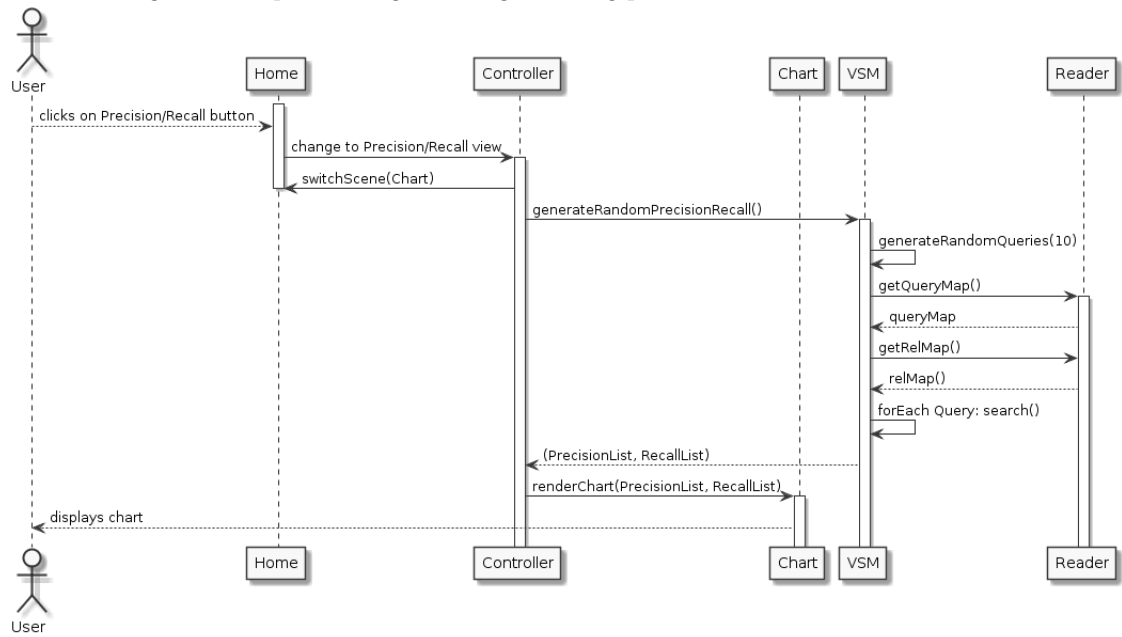 User
Home
Controller
Chart
VSM
Reader
clicks on Precision/Recall button
change to Precision/Recall view
switchScene(Chart)
generateRandomPrecisionRecall()
generateRandomQueries(10)
getQueryMap()
queryMap
getRelMap()
relMap()
forEach Query: search()
(PrecisionList, RecallList)
renderChart(PrecisionList, RecallList)
displays chart
Home
Controller
Chart
VSM
Reader
User